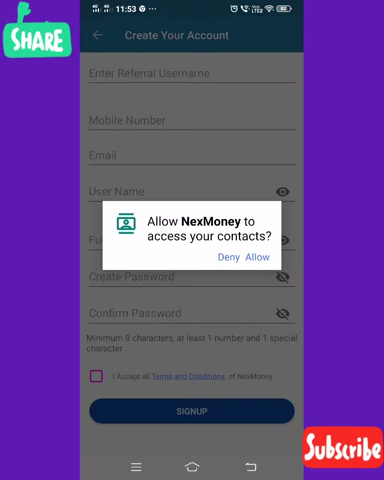 SHARE
11:53
Create Your Account
Enter Referral Username
Mobile Number
Email
User Name
Allow NexMoney to
access your contacts?
Deny Allow
Create Password
Confirm Password
Minimum 8 characters, at least 1 number and 1 special
character
I Accept all Terms and Conditions, of NexMoney
SIGNUP
Subscribe